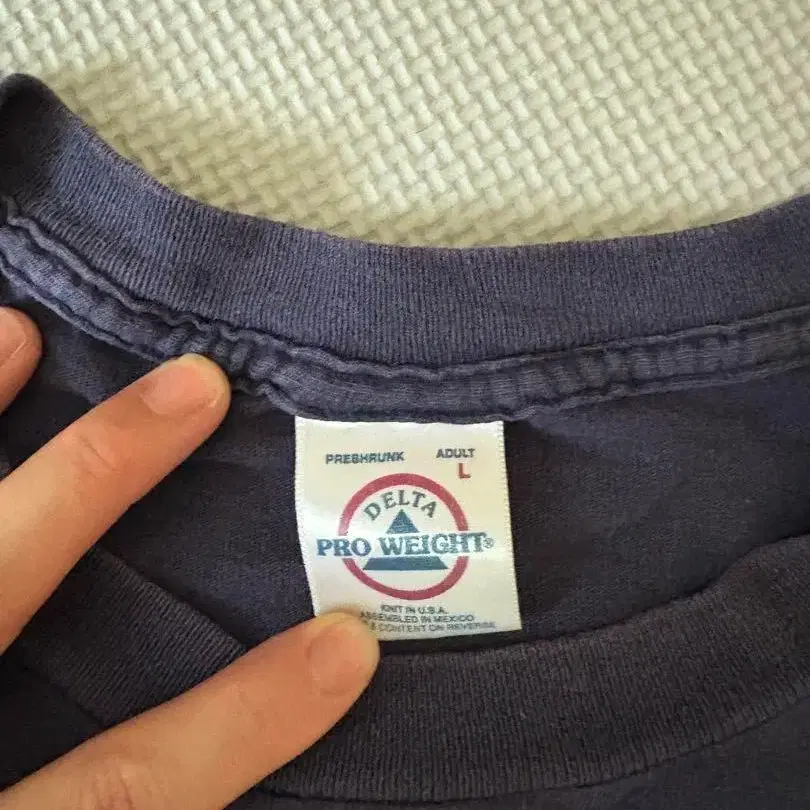 PRESHRUNK ADULT
L
DELTA
PRO WEIGHT®
KNIT IN U.S.A.
ASSEMBLED IN MEXICO
& CONTENT ON REVERSE